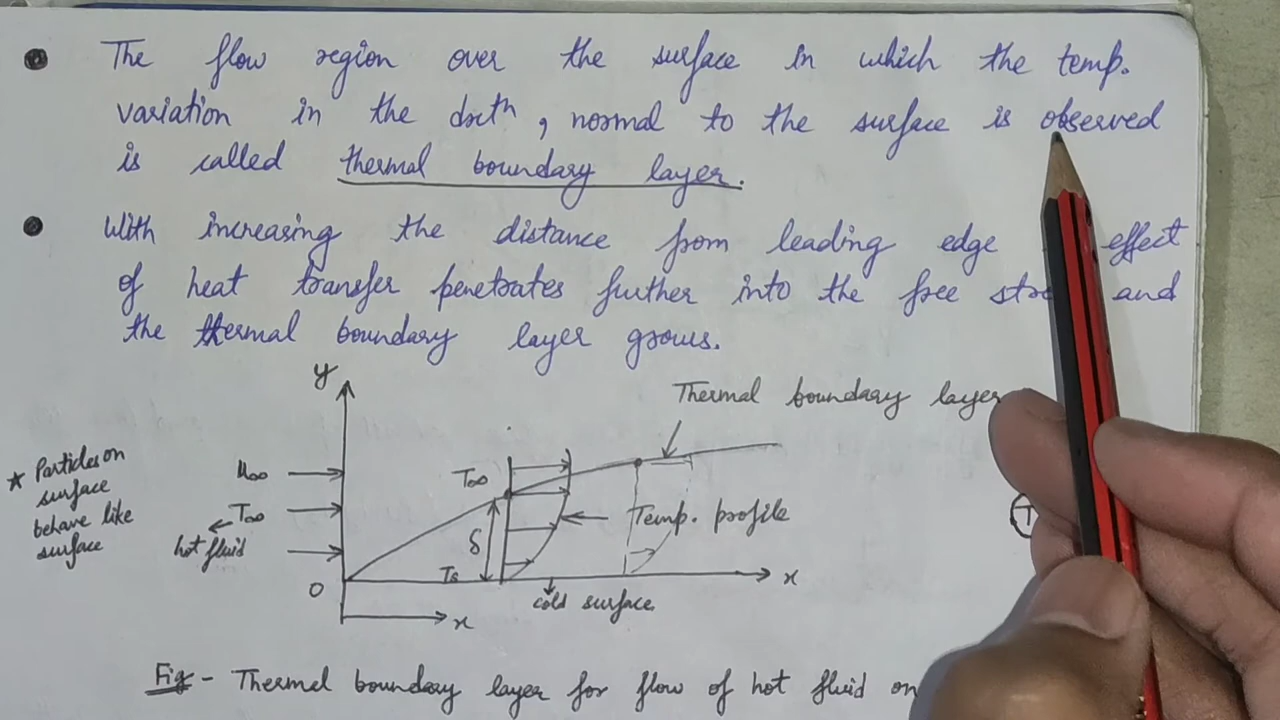 The flow region over the surface in which the temp.
variation in the drctn, normal to the surface is observed
is called thermal boundary layer.
With increasing the distance from leading edge effect
of heat transfer penetrates further into the free and
the thermal boundary layer grows.
y
Thermal boundary layer
* Particles on
surface
behave like
surface
u∞
T∞
hot fluid
T∞
δ
Ts
Temp. profile
O
x
cold surface
x
T
Fig - Thermal boundary layer for flow of hot fluid on